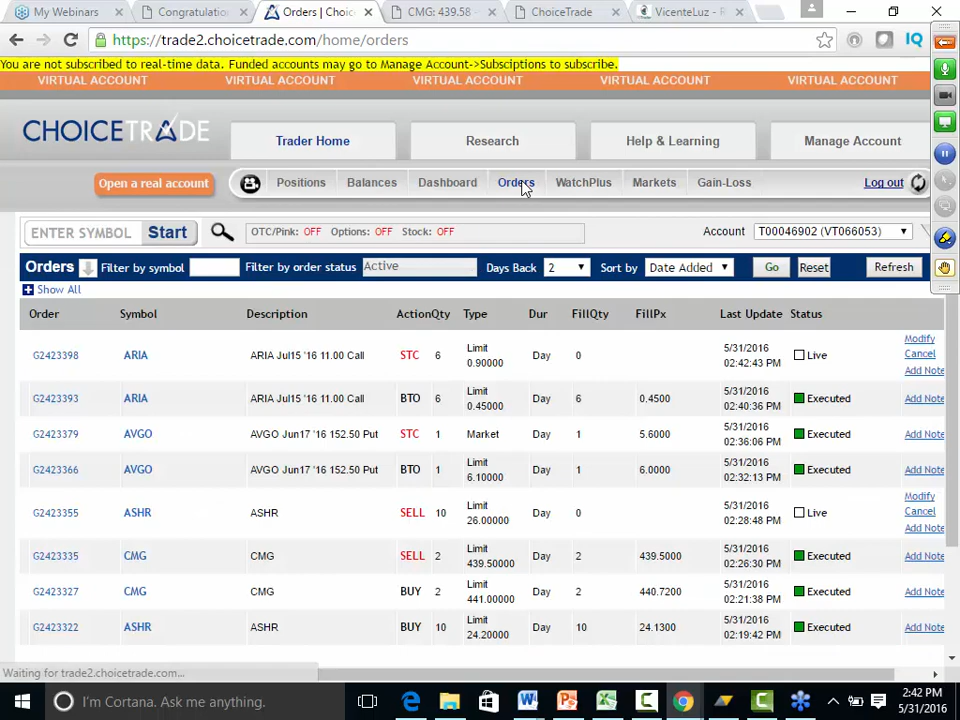 My Webinars
Congratulatio
Orders | Choic
CMG: 439.58
ChoiceTrade
VicenteLuz - R
https://trade2.choicetrade.com/home/orders
IQ
You are not subscribed to real-time data. Funded accounts may go to Manage Account->Subsciptions to subscribe.
VIRTUAL ACCOUNT VIRTUAL ACCOUNT VIRTUAL ACCOUNT VIRTUAL ACCOUNT VIRTUAL ACCOUNT
CHOICETRADE
Trader Home Research Help & Learning Manage Account
Open a real account Positions Balances Dashboard Orders WatchPlus Markets Gain-Loss Log out
ENTER SYMBOL Start OTC/Pink: OFF Options: OFF Stock: OFF Account T00046902 (VT066053)
Orders Filter by symbol Filter by order status Active Days Back 2 Sort by Date Added Go Reset Refresh
Show All
Order Symbol Description ActionQty Type Dur FillQty FillPx Last Update Status
G2423398 ARIA ARIA Jul15 '16 11.00 Call STC 6 Limit 0.90000 Day 0 5/31/2016 02:42:43 PM Live Modify Cancel Add Note
G2423393 ARIA ARIA Jul15 '16 11.00 Call BTO 6 Limit 0.45000 Day 6 0.4500 5/31/2016 02:40:36 PM Executed Add Note
G2423379 AVGO AVGO Jun17 '16 152.50 Put STC 1 Market Day 1 5.6000 5/31/2016 02:36:06 PM Executed Add Note
G2423366 AVGO AVGO Jun17 '16 152.50 Put BTO 1 Limit 6.10000 Day 1 6.0000 5/31/2016 02:32:13 PM Executed Add Note
G2423355 ASHR ASHR SELL 10 Limit 26.00000 Day 0 5/31/2016 02:28:48 PM Live Modify Cancel Add Note
G2423335 CMG CMG SELL 2 Limit 439.50000 Day 2 439.5000 5/31/2016 02:26:30 PM Executed Add Note
G2423327 CMG CMG BUY 2 Limit 441.00000 Day 2 440.7200 5/31/2016 02:21:38 PM Executed Add Note
G2423322 ASHR ASHR BUY 10 Limit 24.20000 Day 10 24.1300 5/31/2016 02:19:42 PM Executed Add Note
Waiting for trade2.choicetrade.com...
I'm Cortana. Ask me anything.
2:42 PM
5/31/2016